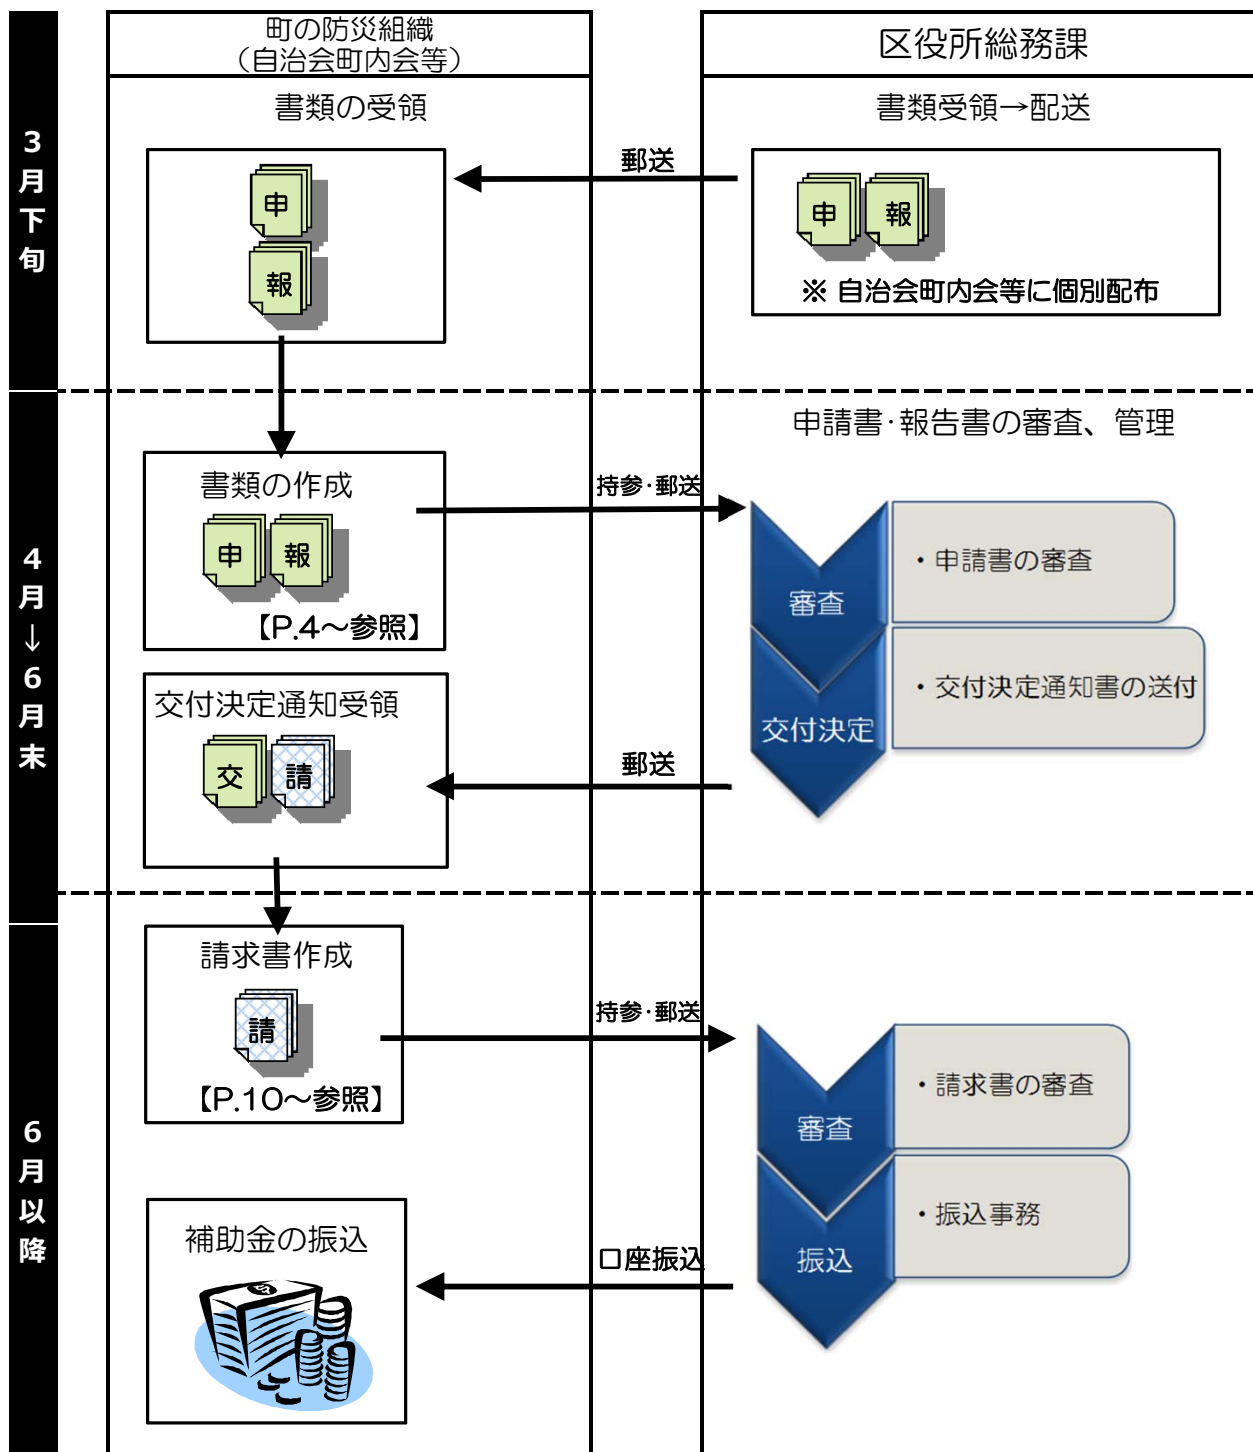 町の防災組織
（自治会町内会等）
区役所総務課
3月下旬
書類の受領
書類受領→配送
申
報
郵送
申
報
※ 自治会町内会等に個別配布
4月↓6月末
申請書･報告書の審査、管理
書類の作成
申
報
【P.4～参照】
持参･郵送
審査
・申請書の審査
交付決定
・交付決定通知書の送付
交付決定通知受領
交
請
郵送
6月以降
請求書作成
請
【P.10～参照】
持参･郵送
審査
・請求書の審査
振込
・振込事務
補助金の振込
口座振込